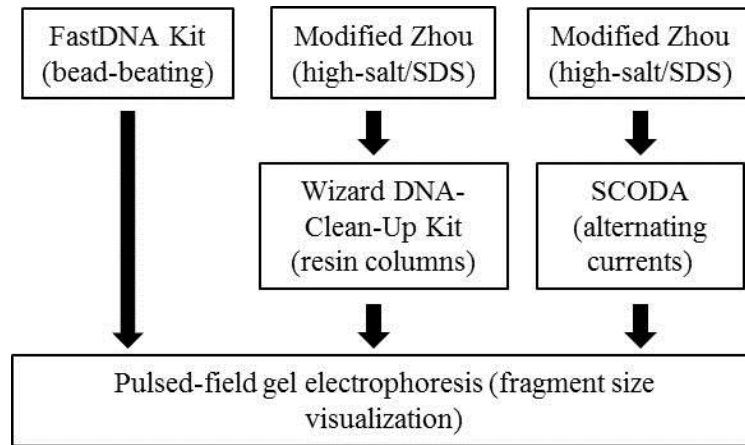 FastDNA Kit
(bead-beating)
Modified Zhou
(high-salt/SDS)
Modified Zhou
(high-salt/SDS)
Wizard DNA-
Clean-Up Kit
(resin columns)
SCODA
(alternating
currents)
Pulsed-field gel electrophoresis (fragment size
visualization)